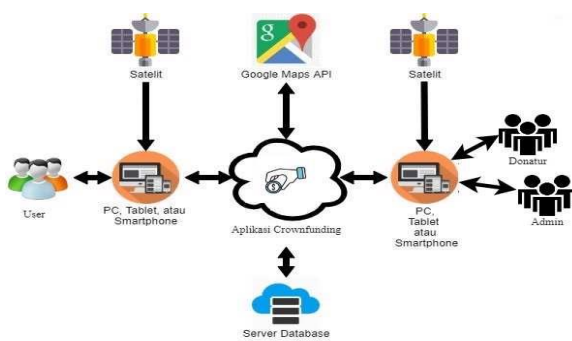 Satelit
Google Maps API
Satelit
g
User
PC, Tablet, atau
Smartphone
Aplikasi Crownfunding
PC,
Tablet
atau
Smartphone
Donatur
Admin
Server Database